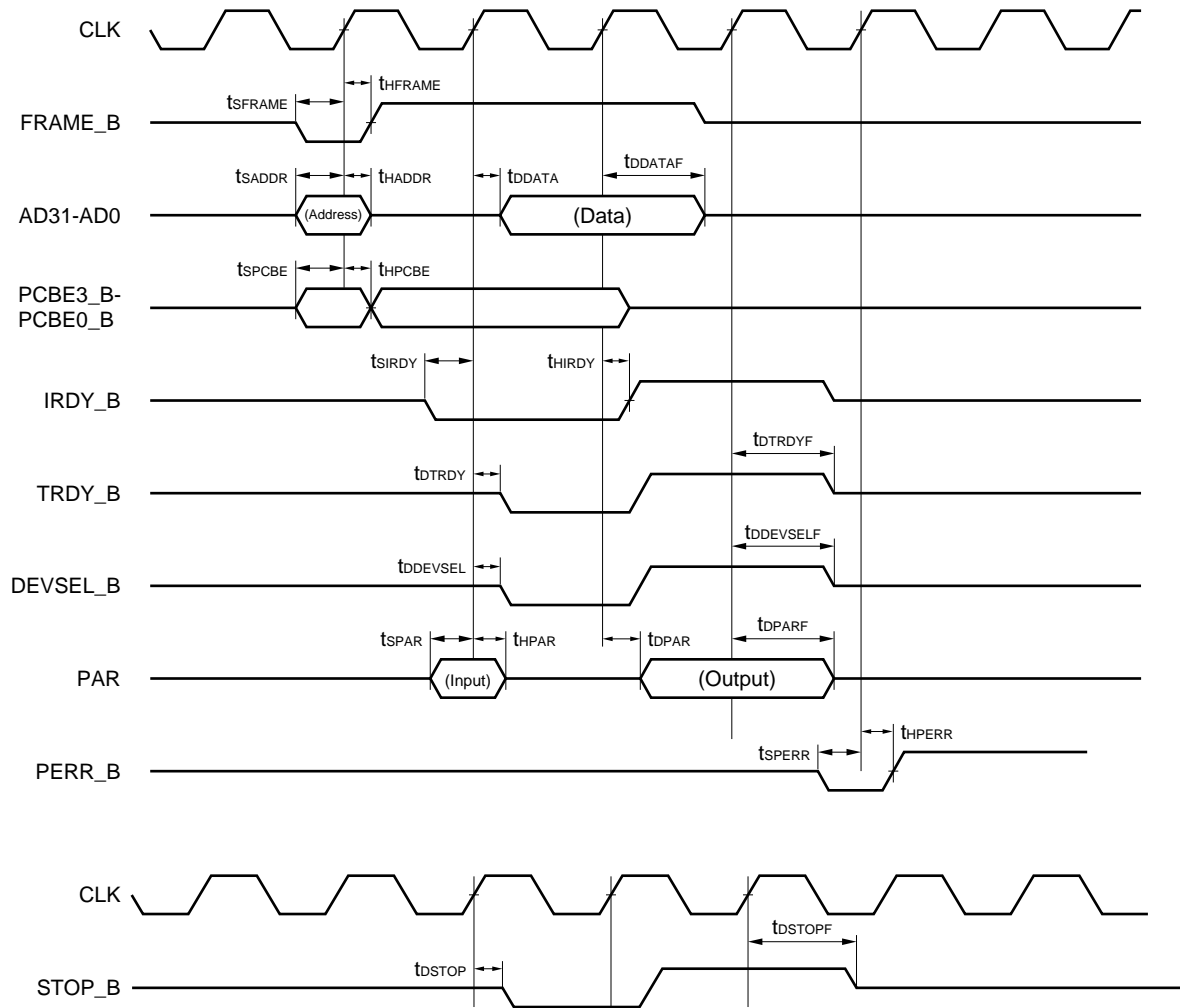 CLK
tHFRAME
tSFRAME
FRAME_B
tSADDR tHADDR tDDATA tDDATAF
AD31-AD0 (Address) (Data)
tSPCBE tHPCBE
PCBE3_B-
PCBE0_B
tSIRDY tHIRDY
IRDY_B
tDTRDYF
tDTRDY
TRDY_B
tDDEVSELF
tDDEVSEL
DEVSEL_B
tSPAR tHPAR tDPAR tDPARF
PAR (Input) (Output)
tHPERR
tSPERR
PERR_B
CLK
tDSTOPF
tDSTOP
STOP_B